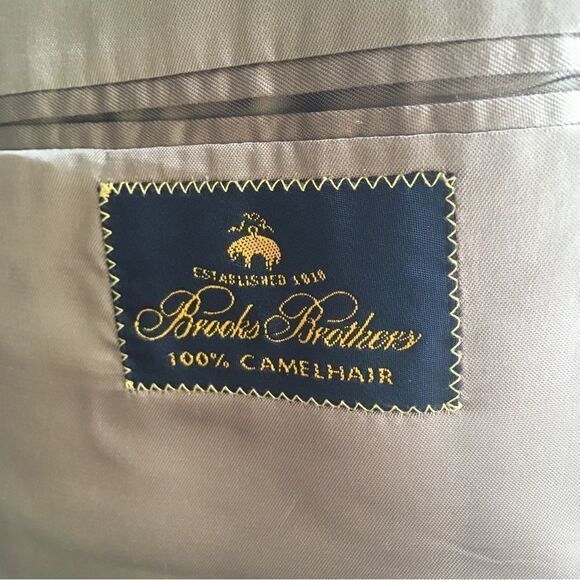 ESTABLISHED 1818
Brooks Brothers
100% CAMELHAIR